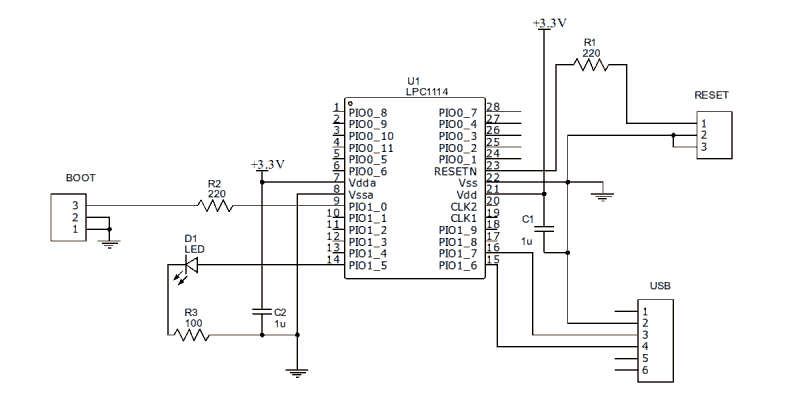 +3.3V
R1
220
U1
LPC1114
RESET
1
2
3
1 PIO0_8 PIO0_7 28
2 PIO0_9 PIO0_4 27
3 PIO0_10 PIO0_3 26
4 PIO0_11 PIO0_2 25
5 PIO0_5 PIO0_1 24
6 PIO0_6 RESETN 23
7 Vdda Vss 22
8 Vssa Vdd 21
9 PIO1_0 CLK2 20
10 PIO1_1 CLK1 19
11 PIO1_2 PIO1_9 18
12 PIO1_3 PIO1_8 17
13 PIO1_4 PIO1_7 16
14 PIO1_5 PIO1_6 15
+3.3V
BOOT
3
2
1
R2
220
C1
1u
D1
LED
R3
100
C2
1u
USB
1
2
3
4
5
6